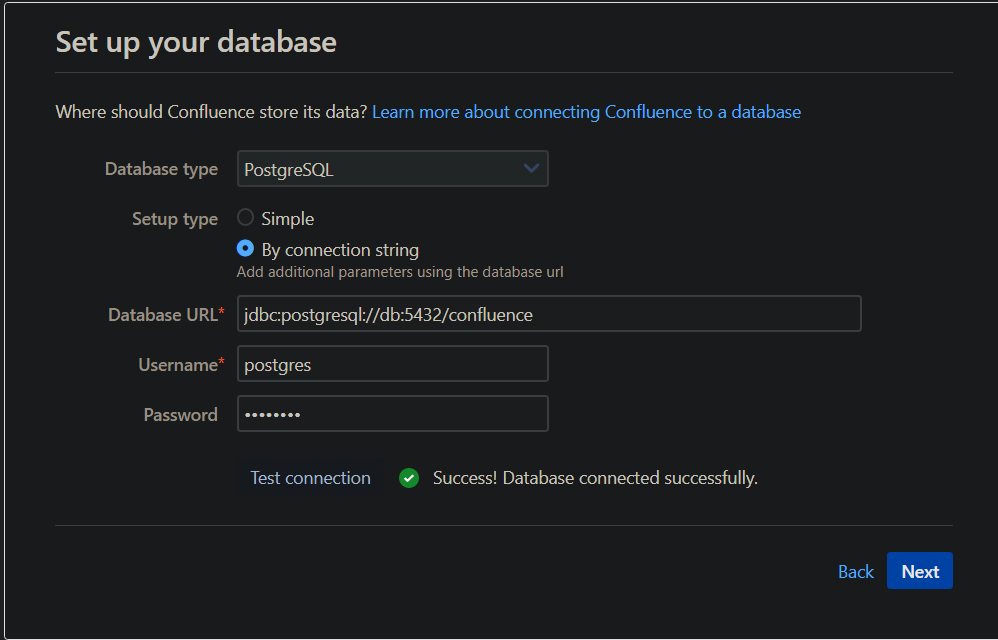 Set up your database
Where should Confluence store its data? Learn more about connecting Confluence to a database
Database type PostgreSQL
Setup type Simple
By connection string
Add additional parameters using the database url
Database URL* jdbc:postgresql://db:5432/confluence
Username* postgres
Password ••••••••
Test connection Success! Database connected successfully.
Back Next